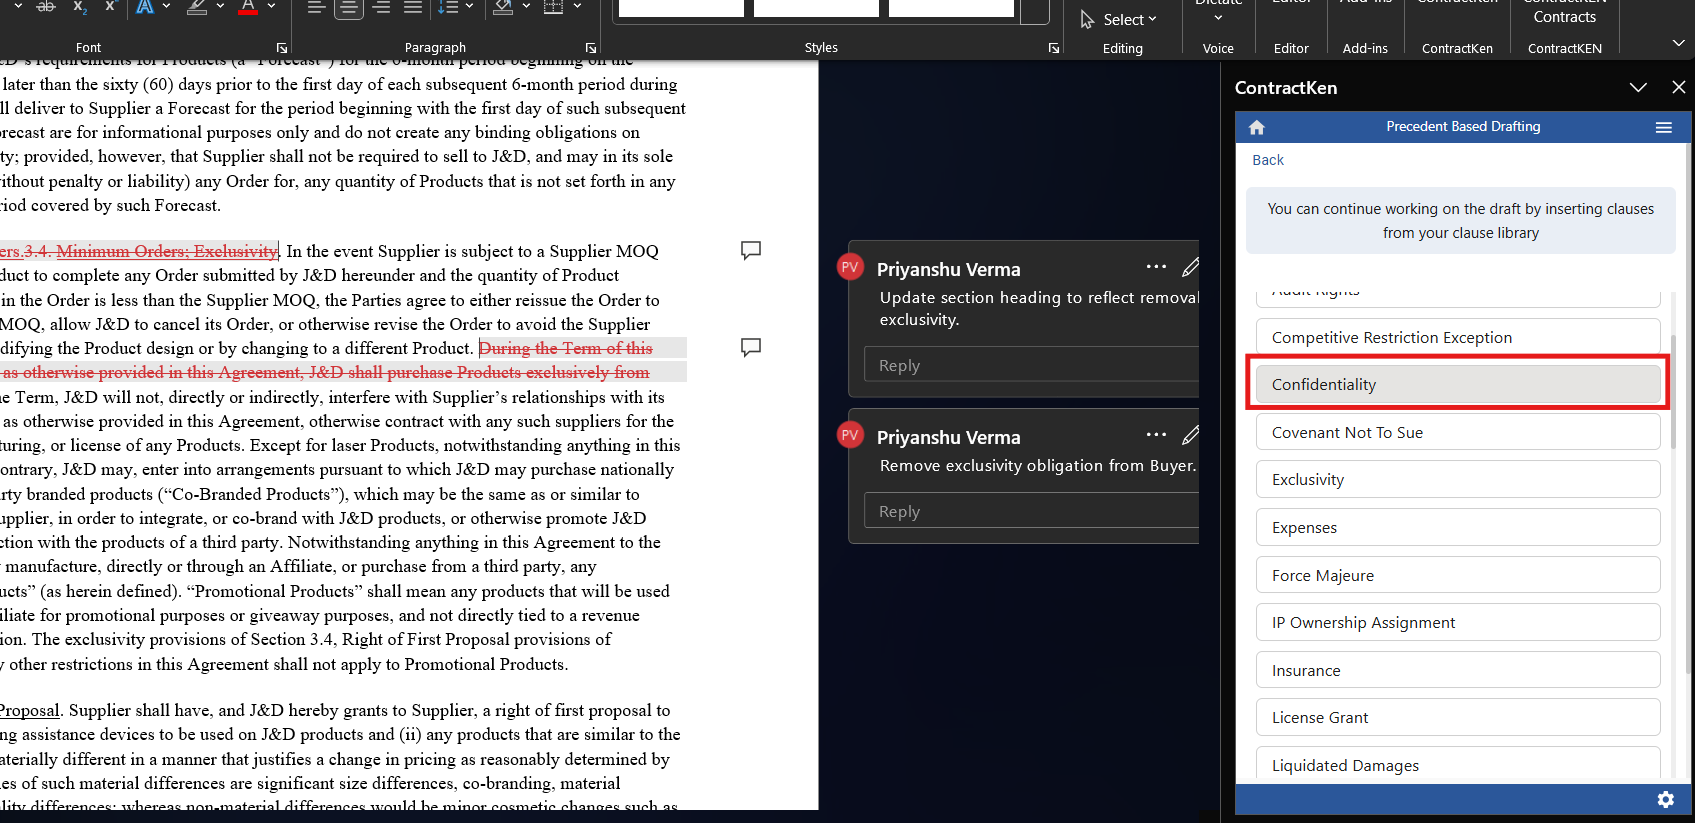 Dictate
Editor
Add-ins
ContractKen
ContractKEN
ab
x2
x
A
A
Select
Contracts
Font
Paragraph
Styles
Editing
Voice
Editor
Add-ins
ContractKen
ContractKEN
D's requirements for Products (a "Forecast") for the 6-month period beginning on the
later than the sixty (60) days prior to the first day of each subsequent 6-month period during
ll deliver to Supplier a Forecast for the period beginning with the first day of such subsequent
orecast are for informational purposes only and do not create any binding obligations on
ty; provided, however, that Supplier shall not be required to sell to J&D, and may in its sole
vithout penalty or liability) any Order for, any quantity of Products that is not set forth in any
riod covered by such Forecast.
ers.3.4. Minimum Orders; Exclusivity. In the event Supplier is subject to a Supplier MOQ
duct to complete any Order submitted by J&D hereunder and the quantity of Product
in the Order is less than the Supplier MOQ, the Parties agree to either reissue the Order to
MOQ, allow J&D to cancel its Order, or otherwise revise the Order to avoid the Supplier
difying the Product design or by changing to a different Product. During the Term of this
as otherwise provided in this Agreement, J&D shall purchase Products exclusively from
ne Term, J&D will not, directly or indirectly, interfere with Supplier's relationships with its
as otherwise provided in this Agreement, otherwise contract with any such suppliers for the
turing, or license of any Products. Except for laser Products, notwithstanding anything in this
ontrary, J&D may, enter into arrangements pursuant to which J&D may purchase nationally
arty branded products ("Co-Branded Products"), which may be the same as or similar to
upplier, in order to integrate, or co-brand with J&D products, or otherwise promote J&D
ction with the products of a third party. Notwithstanding anything in this Agreement to the
manufacture, directly or through an Affiliate, or purchase from a third party, any
ucts" (as herein defined). "Promotional Products" shall mean any products that will be used
iliate for promotional purposes or giveaway purposes, and not directly tied to a revenue
ion. The exclusivity provisions of Section 3.4, Right of First Proposal provisions of
y other restrictions in this Agreement shall not apply to Promotional Products.
Proposal. Supplier shall have, and J&D hereby grants to Supplier, a right of first proposal to
ng assistance devices to be used on J&D products and (ii) any products that are similar to the
aterially different in a manner that justifies a change in pricing as reasonably determined by
les of such material differences are significant size differences, co-branding, material
lity differences; whereas non-material differences would be minor cosmetic changes such as
PV
Priyanshu Verma
Update section heading to reflect removal
exclusivity.
Reply
PV
Priyanshu Verma
Remove exclusivity obligation from Buyer.
Reply
ContractKen
Precedent Based Drafting
Back
You can continue working on the draft by inserting clauses
from your clause library
Audit Rights
Competitive Restriction Exception
Confidentiality
Covenant Not To Sue
Exclusivity
Expenses
Force Majeure
IP Ownership Assignment
Insurance
License Grant
Liquidated Damages